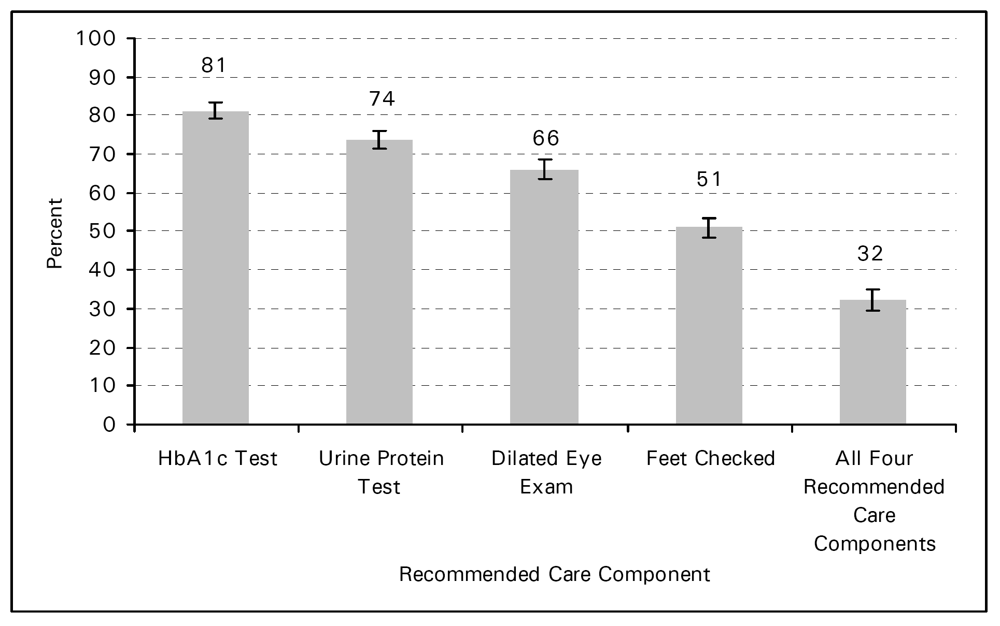 100
90
80
70
60
50
40
30
20
10
0
Percent
81
74
66
51
32
HbA1c Test
Urine Protein
Test
Dilated Eye
Exam
Feet Checked
All Four
Recommended
Care
Components
Recommended Care Component